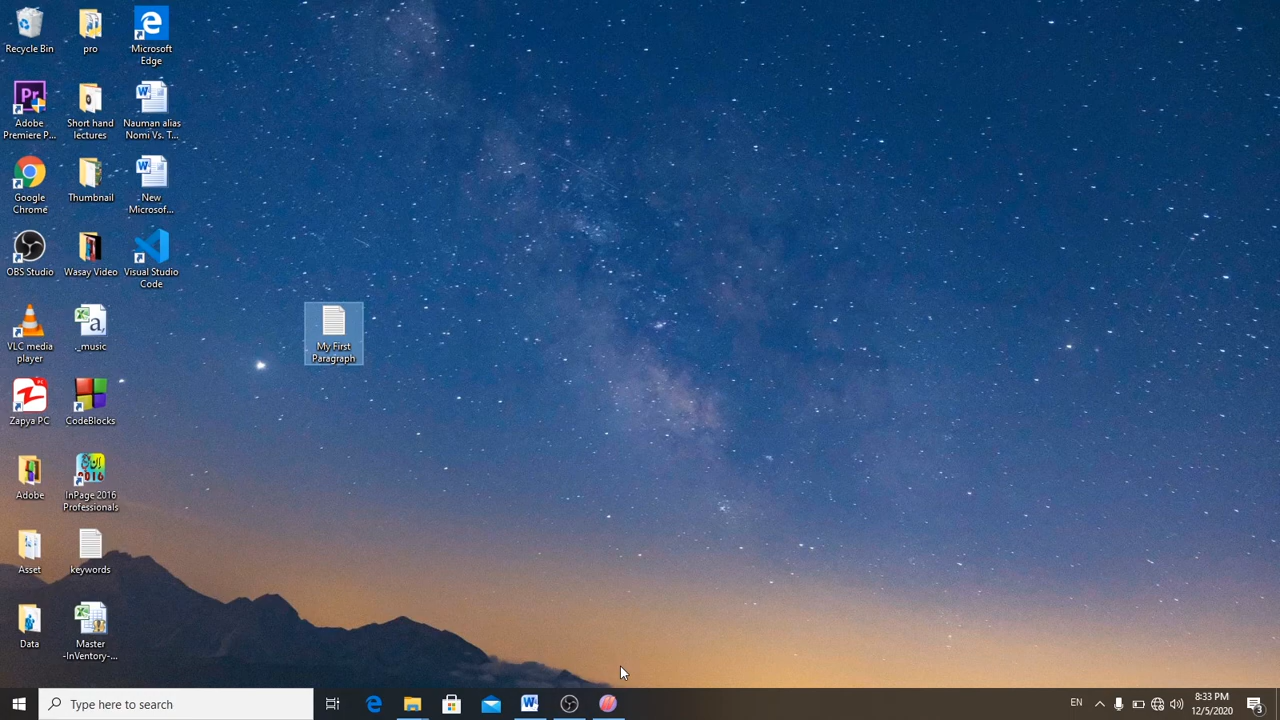 Recycle Bin
pro
Microsoft
Edge
Adobe
Premiere P...
Short hand
lectures
Nauman alias
Nomi Vs. T...
Google
Chrome
Thumbnail
New
Microsof...
OBS Studio
Wasay Video
Visual Studio
Code
VLC media
player
._music
My First
Paragraph
Zapya PC
CodeBlocks
Adobe
InPage 2016
Professionals
Asset
keywords
Data
Master
-InVentory-...
Type here to search
EN
8:33 PM
12/5/2020
3